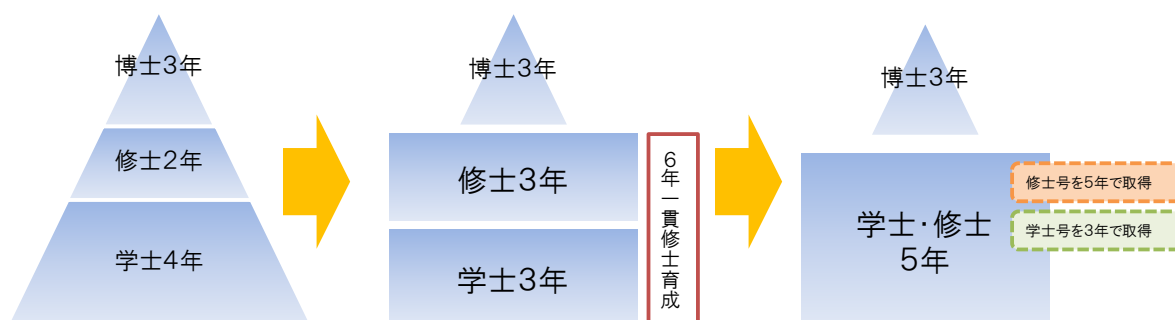 博士3年
修士2年
学士4年
博士3年
修士3年
学士3年
6年一貫修士育成
博士3年
学士・修士
5年
修士号を5年で取得
学士号を3年で取得